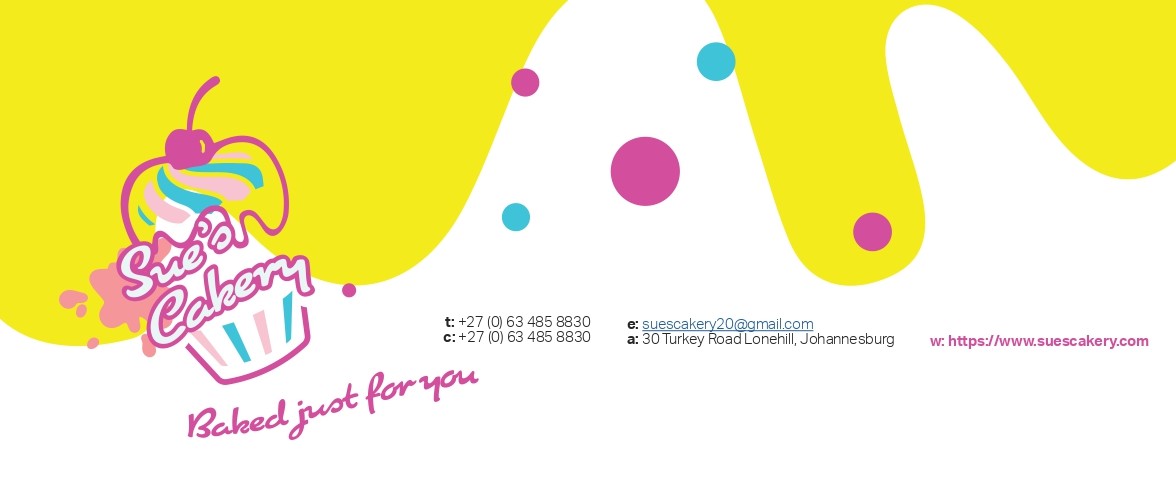 Sue's
Cakery
t: +27 (0) 63 485 8830
c: +27 (0) 63 485 8830
e: suescakery20@gmail.com
a: 30 Turkey Road Lonehill, Johannesburg
w: https://www.suescakery.com
Baked just for you